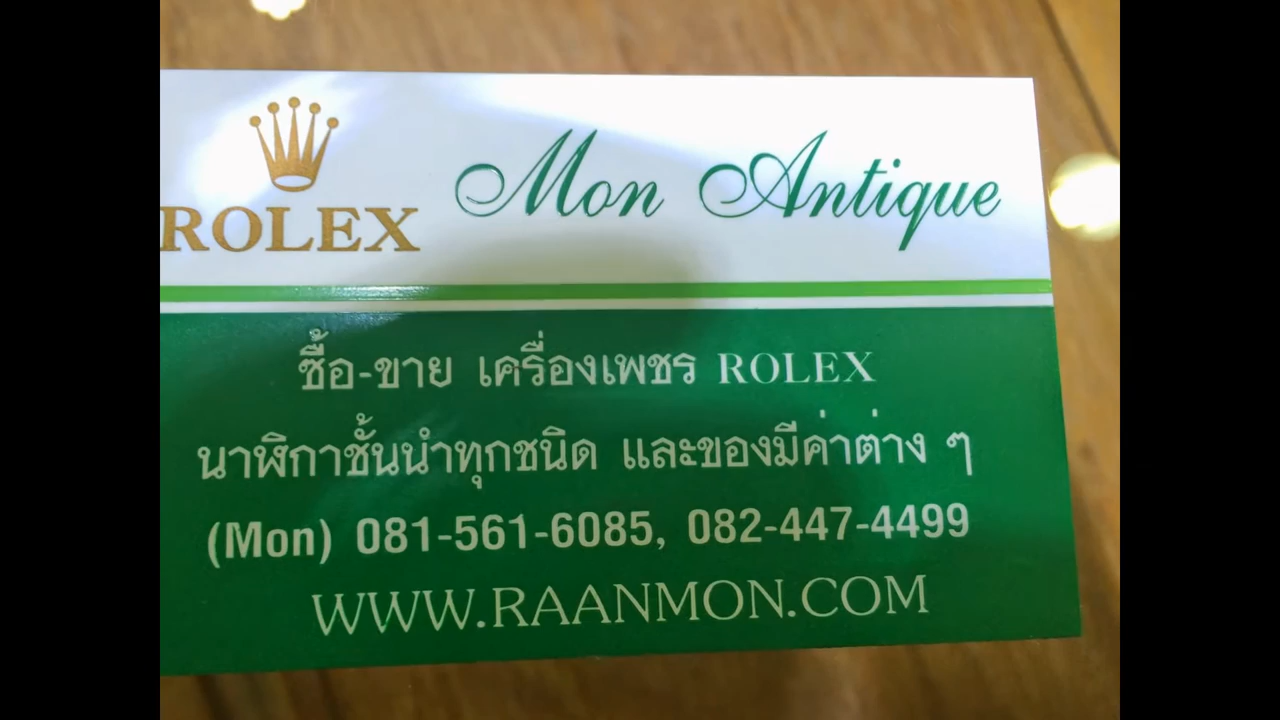 ROLEX
Mon Antique
ซื้อ-ขาย เครื่องเพชร ROLEX
นาฬิกาชั้นนำทุกชนิด และของมีค่าต่าง ๆ
(Mon) 081-561-6085, 082-447-4499
WWW.RAANMON.COM